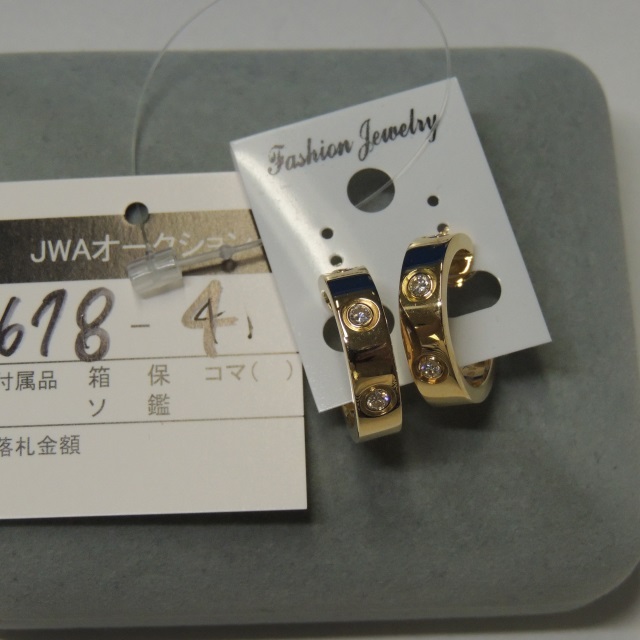 Fashion Jewelry
JWAオークション
678-4
付属品 箱 保 コマ( )
ソ 鑑
落札金額